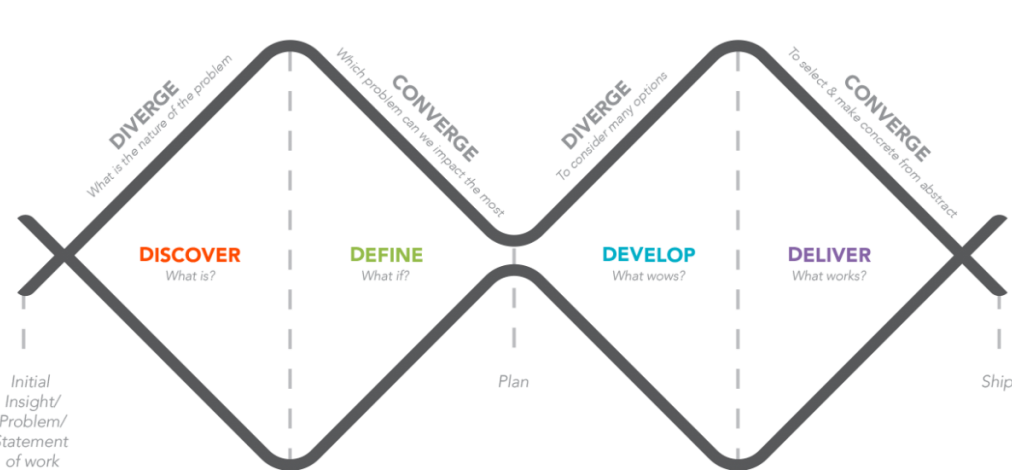 DIVERGE
What is the nature of the problem
CONVERGE
Which problem can we impact the most
DIVERGE
To consider many options
CONVERGE
To select & make concrete from abstract
DISCOVER
What is?
DEFINE
What if?
DEVELOP
What wows?
DELIVER
What works?
Initial
Insight/
Problem/
Statement
of work
Plan
Ship